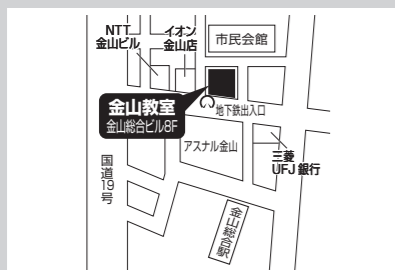 NTT
金山ビル
イオン
金山店
市民会館
金山教室
金山総合ビル8F
地下鉄出入口
アスナル金山
国道19号
三菱
UFJ 銀行
金山総合駅